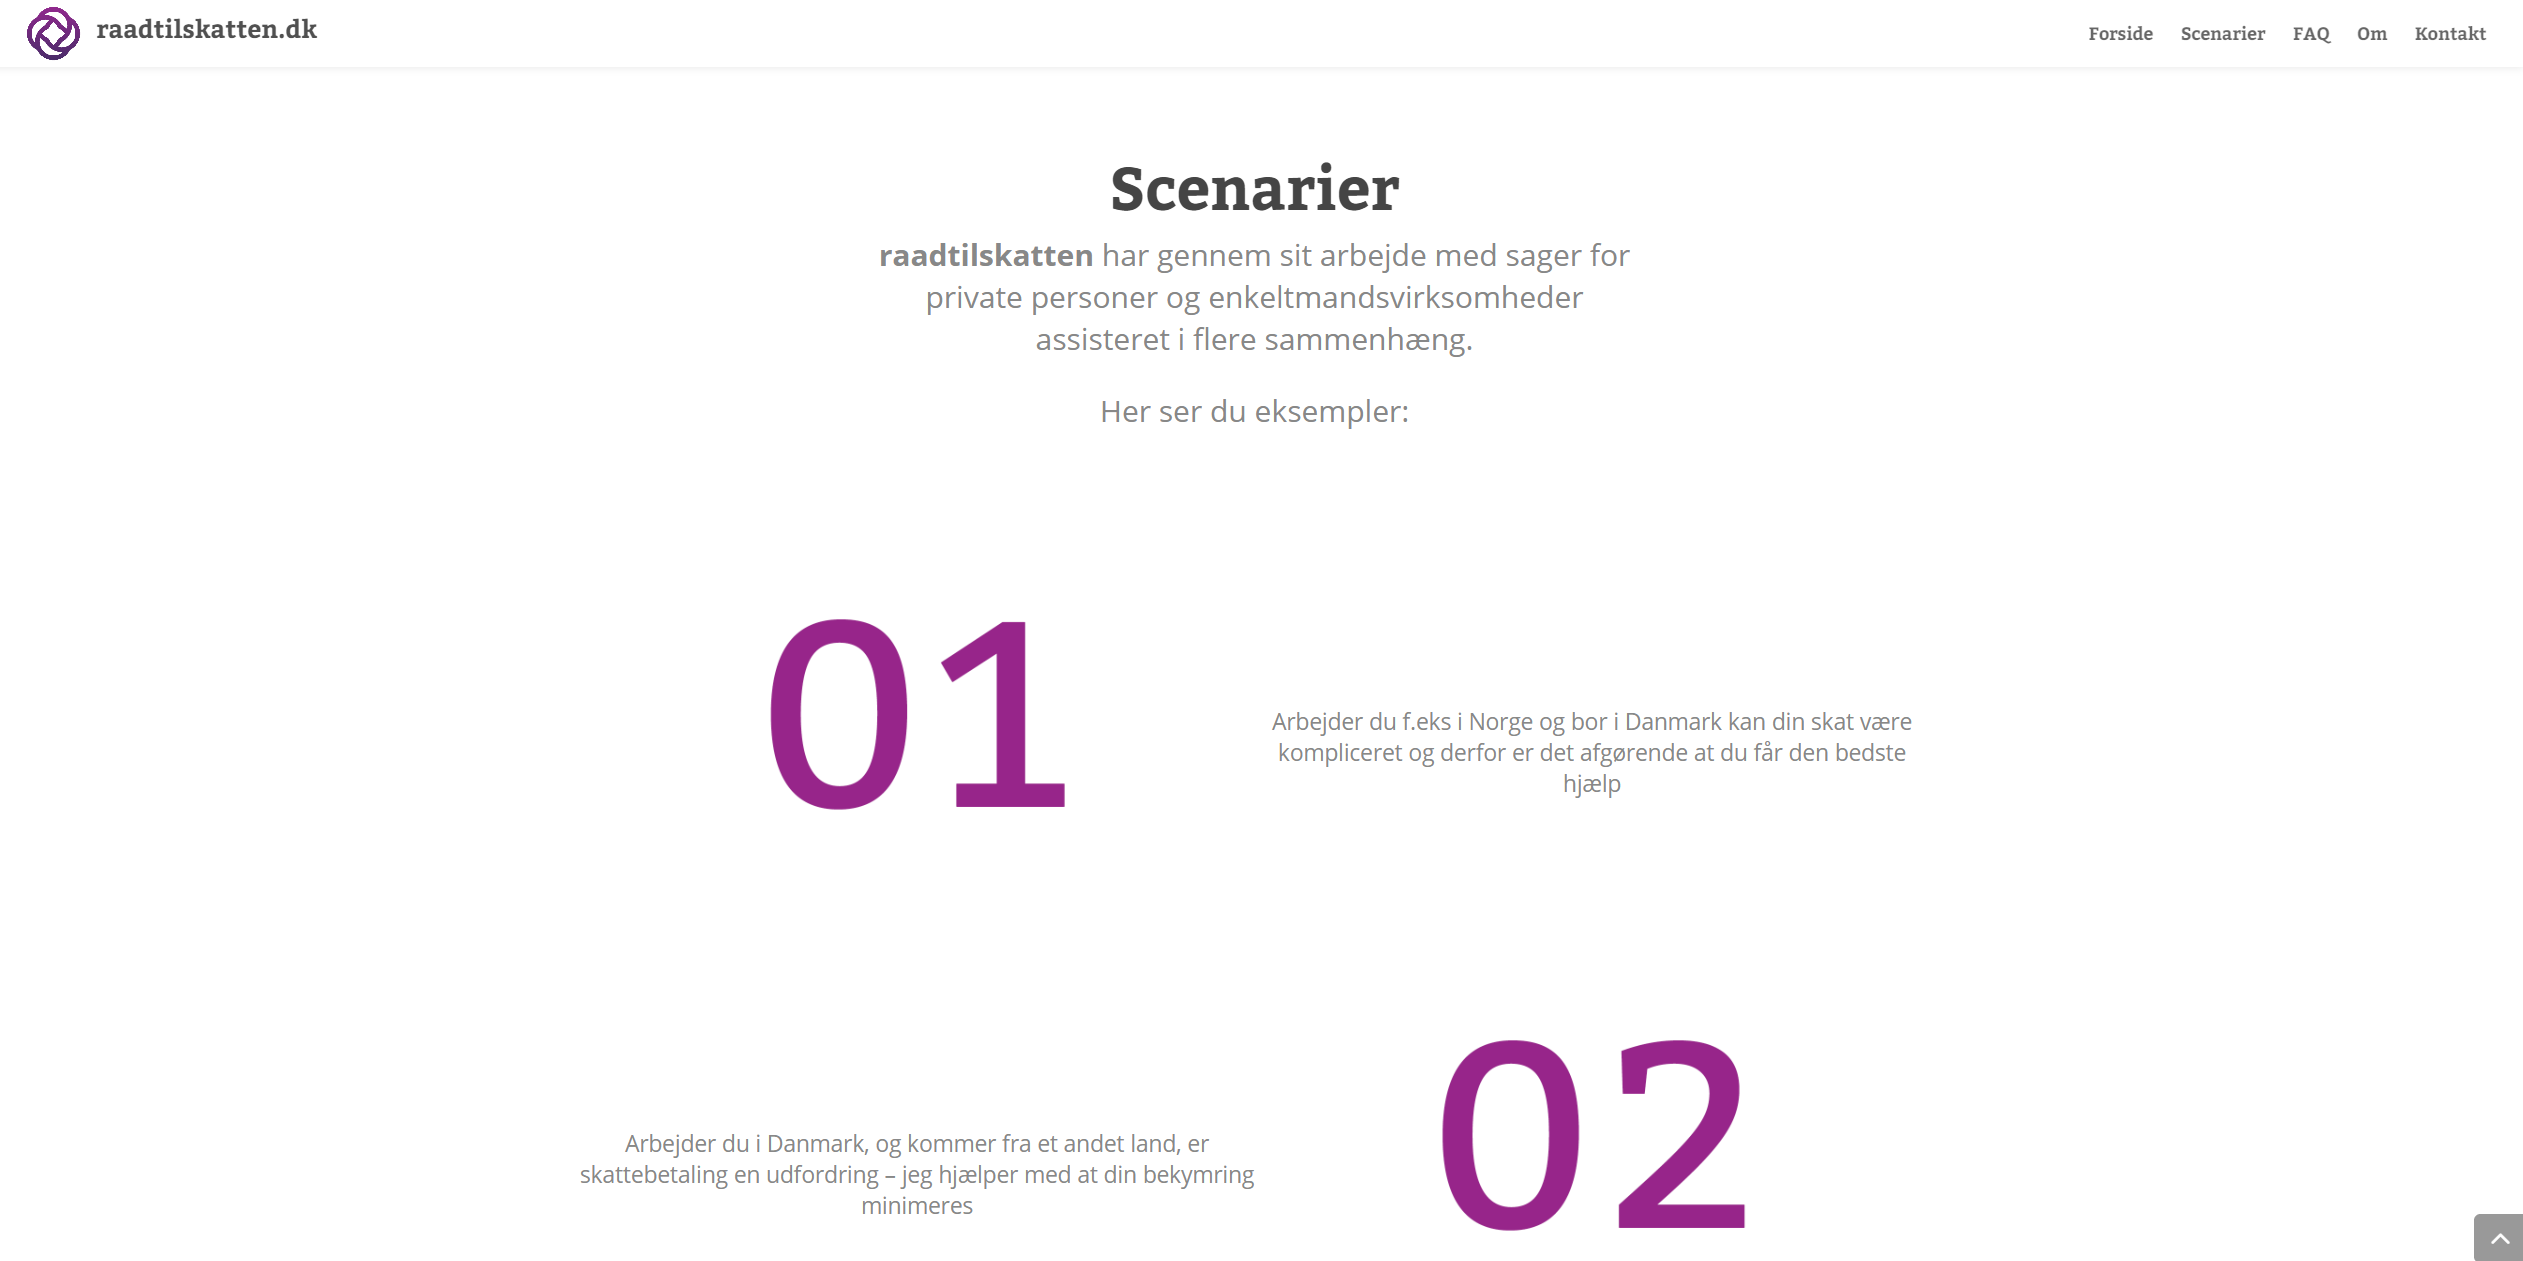 raadtilskatten.dk
Forside Scenarier FAQ Om Kontakt
Scenarier
raadtilskatten har gennem sit arbejde med sager for
private personer og enkeltmandsvirksomheder
assisteret i flere sammenhæng.
Her ser du eksempler:
01
Arbejder du f.eks i Norge og bor i Danmark kan din skat være
kompliceret og derfor er det afgørende at du får den bedste
hjælp
Arbejder du i Danmark, og kommer fra et andet land, er
skattebetaling en udfordring – jeg hjælper med at din bekymring
minimeres
02